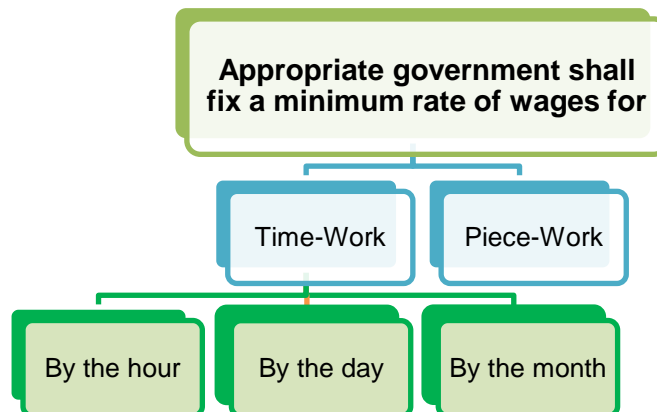 Appropriate government shall
fix a minimum rate of wages for
Time-Work
Piece-Work
By the hour
By the day
By the month